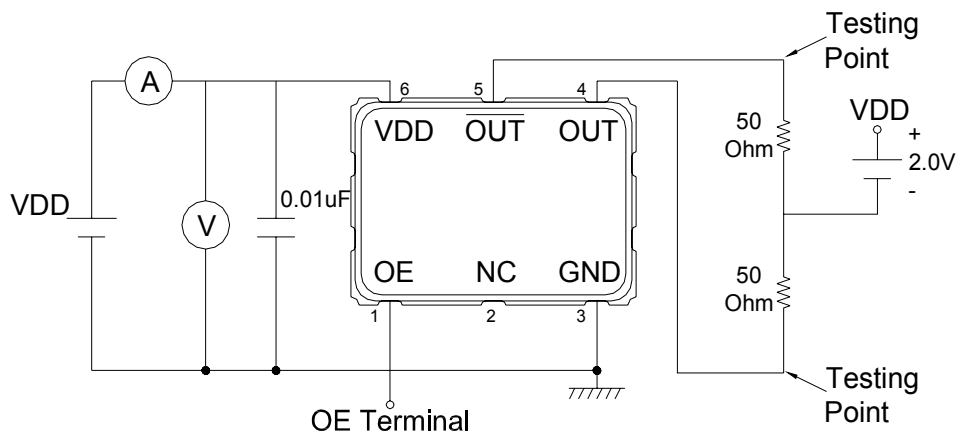 Testing
Point
A
6
5
4
VDD
OUT
OUT
50
Ohm
VDD
+
2.0V
-
VDD
V
0.01uF
OE
NC
GND
50
Ohm
1
2
3
OE Terminal
Testing
Point